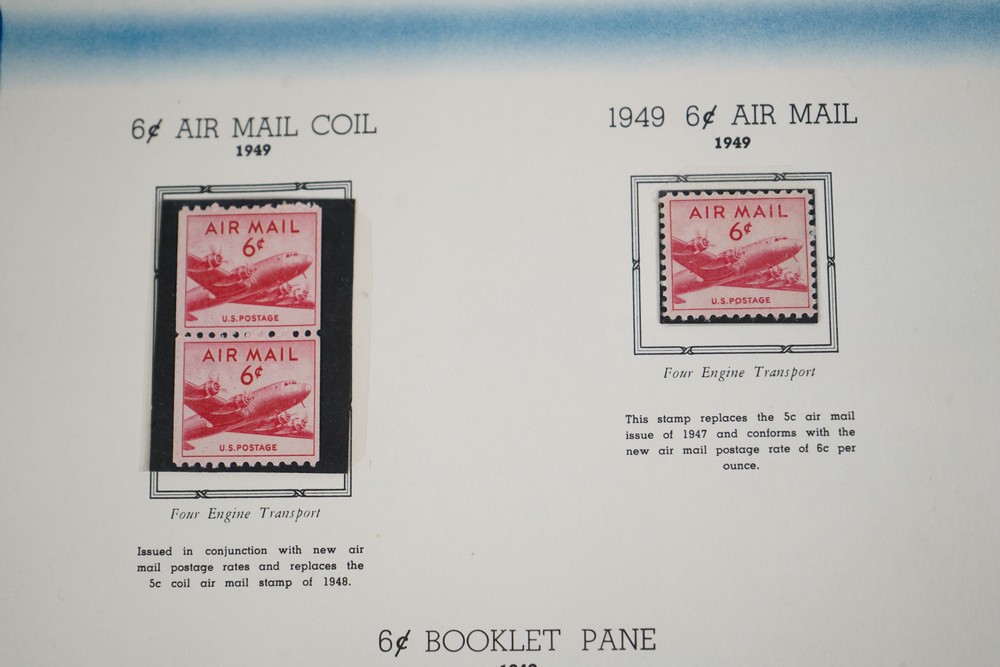 6¢ AIR MAIL COIL
1949
AIR MAIL
6¢
U.S. POSTAGE
AIR MAIL
6¢
U.S. POSTAGE
Four Engine Transport
Issued in conjunction with new air
mail postage rates and replaces the
5c coil air mail stamp of 1948.
1949 6¢ AIR MAIL
1949
AIR MAIL
6¢
U.S. POSTAGE
Four Engine Transport
This stamp replaces the 5c air mail
issue of 1947 and conforms with the
new air mail postage rate of 6c per
ounce.
6¢ BOOKLET PANE
1949